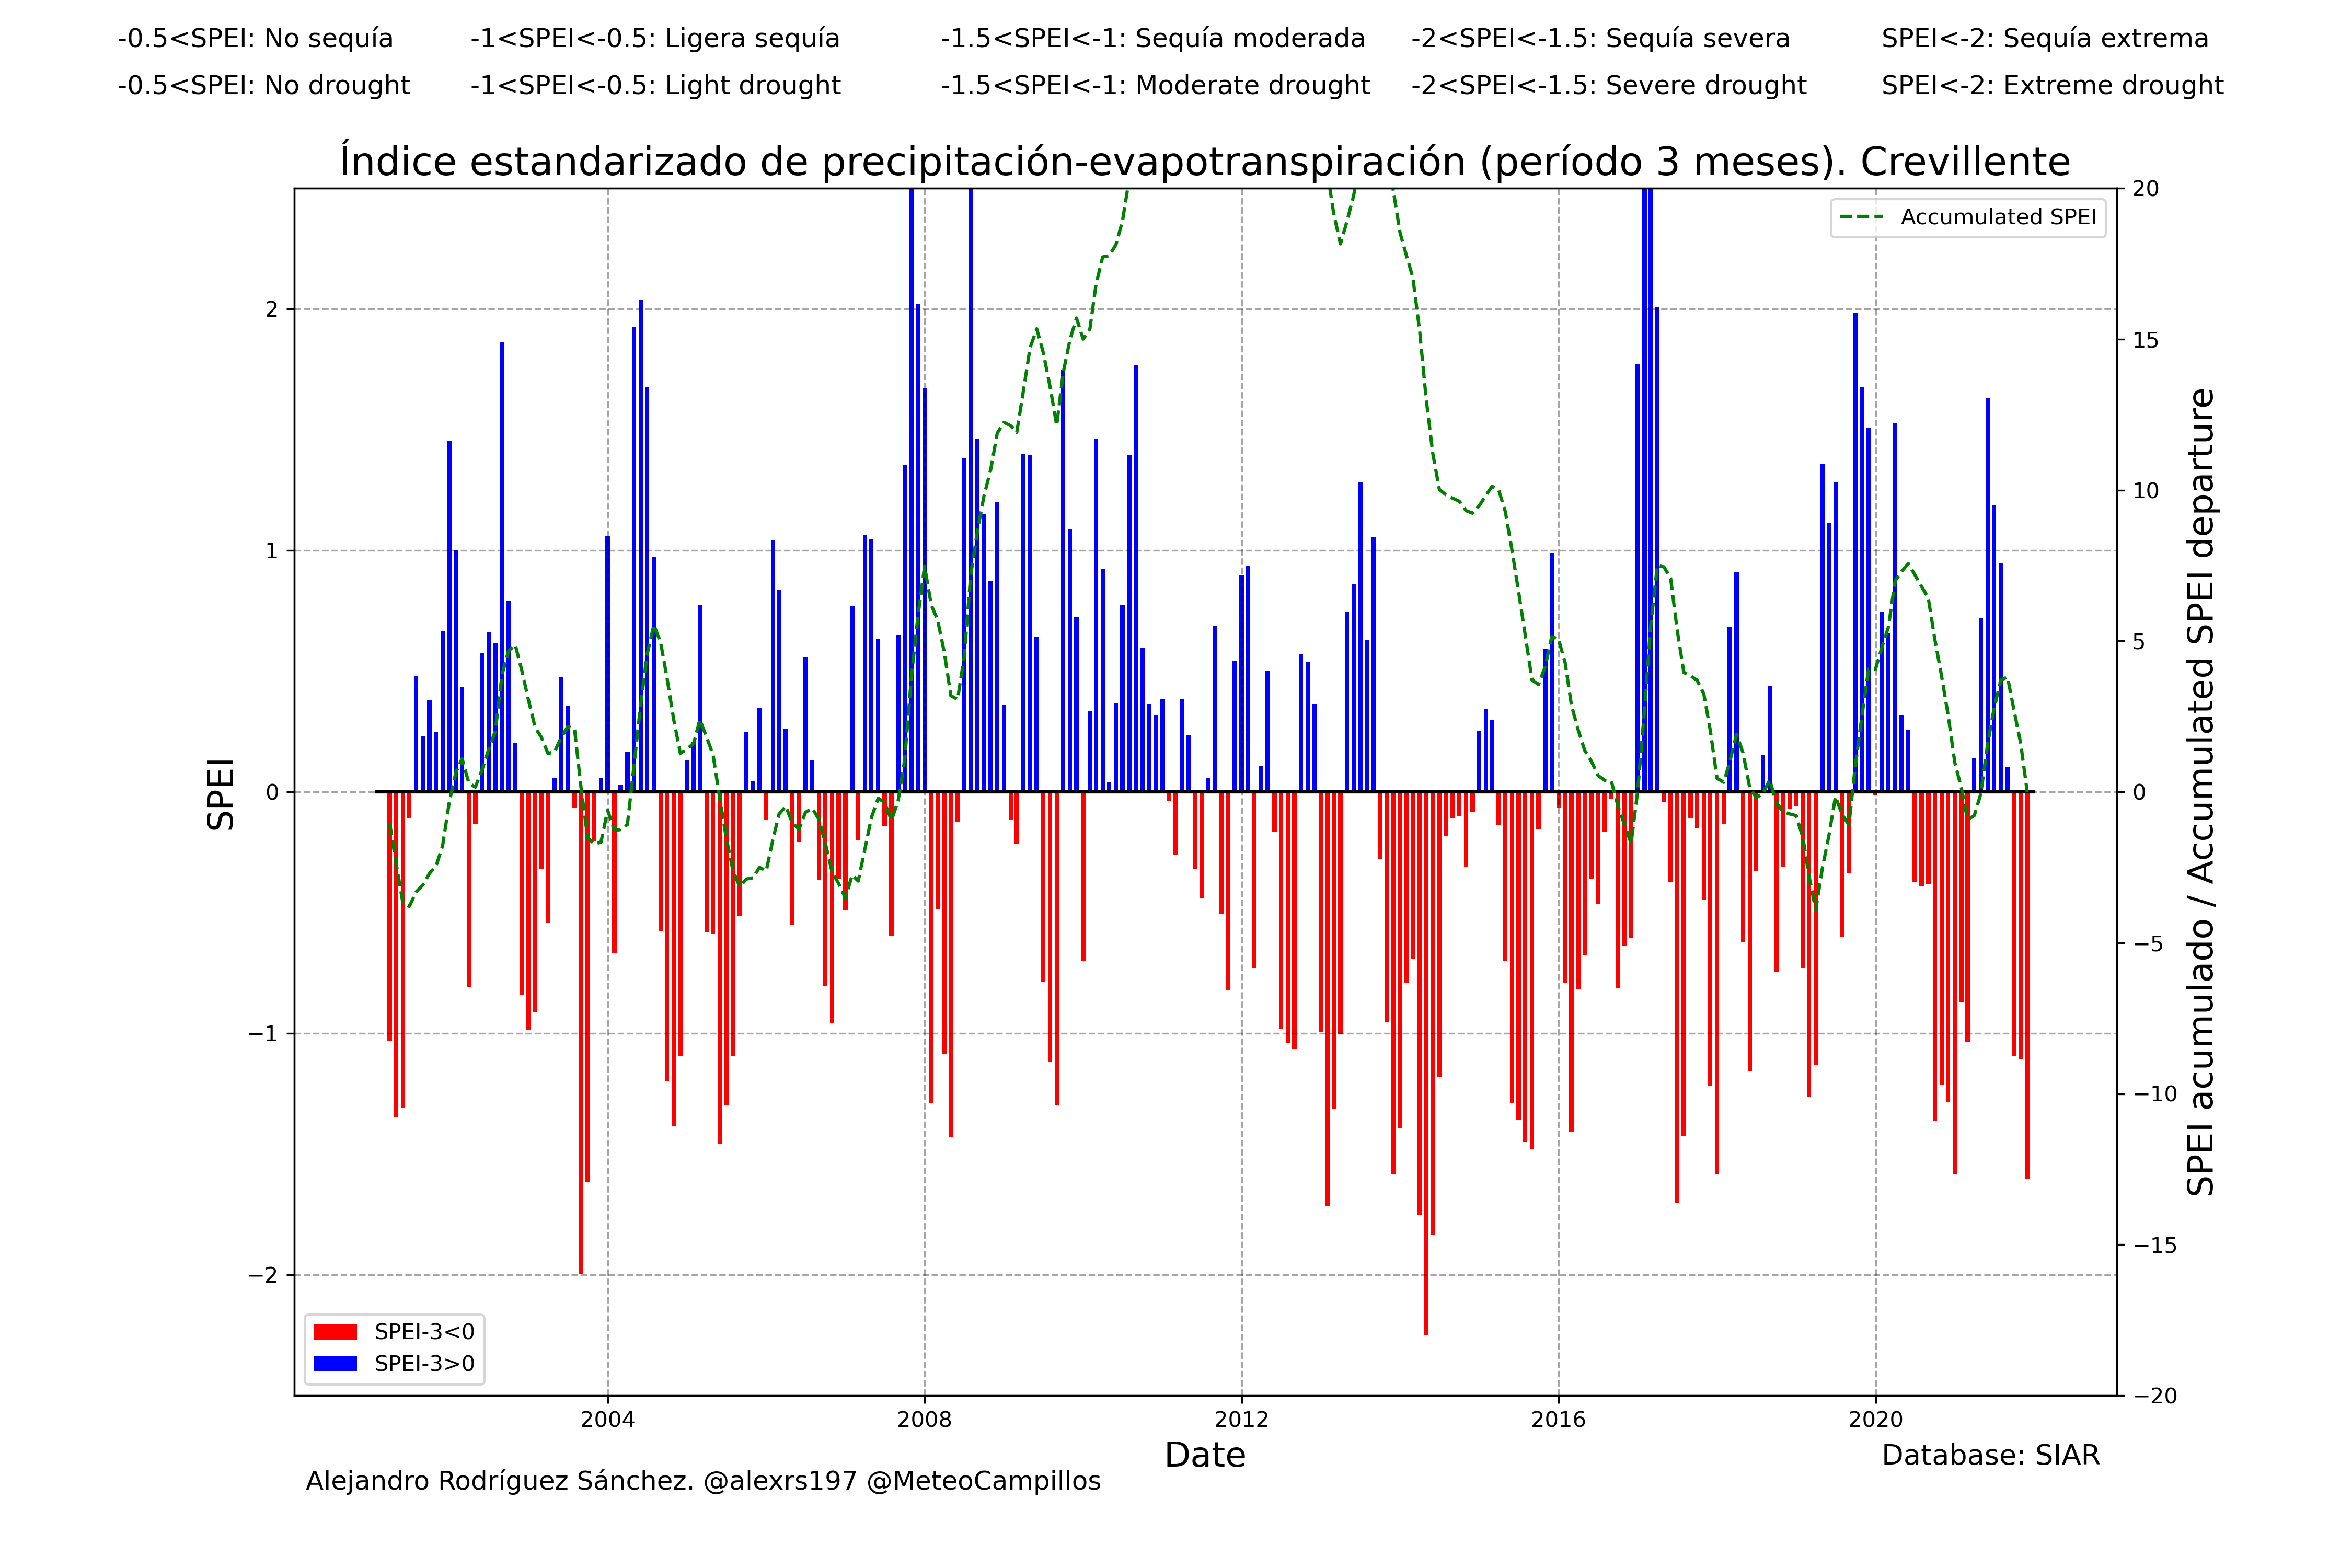 -0.5<SPEI: No sequía -1<SPEI<-0.5: Ligera sequía -1.5<SPEI<-1: Sequía moderada -2<SPEI<-1.5: Sequía severa SPEI<-2: Sequía extrema
-0.5<SPEI: No drought -1<SPEI<-0.5: Light drought -1.5<SPEI<-1: Moderate drought -2<SPEI<-1.5: Severe drought SPEI<-2: Extreme drought
Índice estandarizado de precipitación-evapotranspiración (período 3 meses). Crevillente
SPEI
2
1
0
−1
−2
Accumulated SPEI
20
15
10
5
0
−5
−10
−15
−20
SPEI acumulado / Accumulated SPEI departure
SPEI-3<0
SPEI-3>0
2004 2008 2012 2016 2020
Date
Database: SIAR
Alejandro Rodríguez Sánchez. @alexrs197 @MeteoCampillos